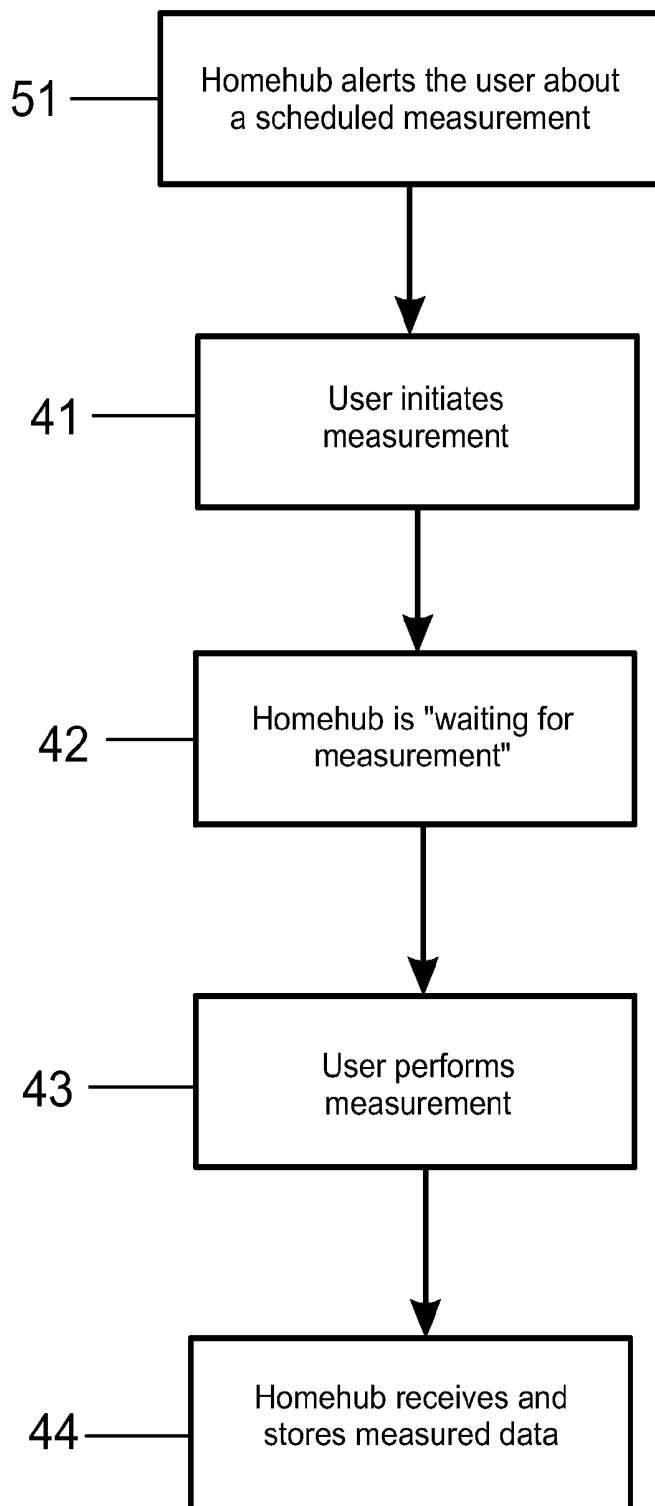 51
Homehub alerts the user about
a scheduled measurement
41
User initiates
measurement
42
Homehub is "waiting for
measurement"
43
User performs
measurement
44
Homehub receives and
stores measured data